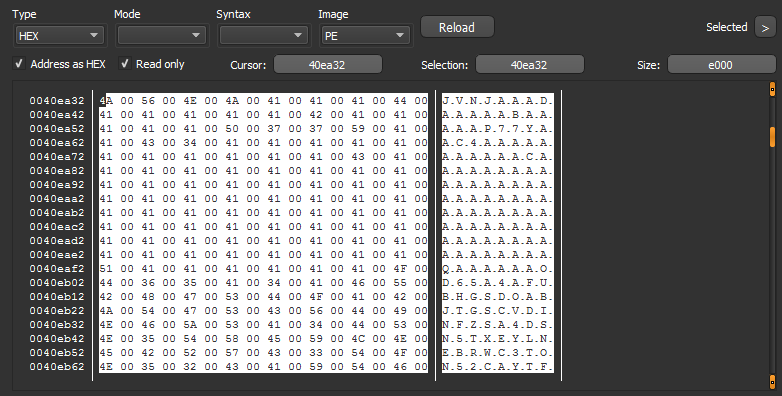 Type Mode Syntax Image
HEX PE Reload Selected >
Address as HEX Read only Cursor: 40ea32 Selection: 40ea32 Size: e000
0040ea32 4A 00 56 00 4E 00 4A 00 41 00 41 00 41 00 44 00 J.V.N.J.A.A.A.D.
0040ea42 41 00 41 00 41 00 41 00 41 00 42 00 41 00 41 00 A.A.A.A.A.B.A.A.
0040ea52 41 00 41 00 41 00 50 00 37 00 37 00 59 00 41 00 A.A.A.P.7.7.Y.A.
0040ea62 41 00 43 00 34 00 41 00 41 00 41 00 41 00 41 00 A.C.4.A.A.A.A.A.
0040ea72 41 00 41 00 41 00 41 00 41 00 41 00 43 00 41 00 A.A.A.A.A.A.C.A.
0040ea82 41 00 41 00 41 00 41 00 41 00 41 00 41 00 41 00 A.A.A.A.A.A.A.A.
0040ea92 41 00 41 00 41 00 41 00 41 00 41 00 41 00 41 00 A.A.A.A.A.A.A.A.
0040eaa2 41 00 41 00 41 00 41 00 41 00 41 00 41 00 41 00 A.A.A.A.A.A.A.A.
0040eab2 41 00 41 00 41 00 41 00 41 00 41 00 41 00 41 00 A.A.A.A.A.A.A.A.
0040eac2 41 00 41 00 41 00 41 00 41 00 41 00 41 00 41 00 A.A.A.A.A.A.A.A.
0040ead2 41 00 41 00 41 00 41 00 41 00 41 00 41 00 41 00 A.A.A.A.A.A.A.A.
0040eae2 41 00 41 00 41 00 41 00 41 00 41 00 41 00 41 00 A.A.A.A.A.A.A.A.
0040eaf2 51 00 41 00 41 00 41 00 41 00 41 00 41 00 4F 00 Q.A.A.A.A.A.A.O.
0040eb02 44 00 36 00 35 00 41 00 34 00 41 00 46 00 55 00 D.6.5.A.4.A.F.U.
0040eb12 42 00 48 00 47 00 53 00 44 00 4F 00 41 00 42 00 B.H.G.S.D.O.A.B.
0040eb22 4A 00 54 00 47 00 53 00 43 00 56 00 44 00 49 00 J.T.G.S.C.V.D.I.
0040eb32 4E 00 46 00 5A 00 53 00 41 00 34 00 44 00 53 00 N.F.Z.S.A.4.D.S.
0040eb42 4E 00 35 00 54 00 58 00 45 00 59 00 4C 00 4E 00 N.5.T.X.E.Y.L.N.
0040eb52 45 00 42 00 52 00 57 00 43 00 33 00 54 00 4F 00 E.B.R.W.C.3.T.O.
0040eb62 4E 00 35 00 32 00 43 00 41 00 59 00 54 00 46 00 N.5.2.C.A.Y.T.F.